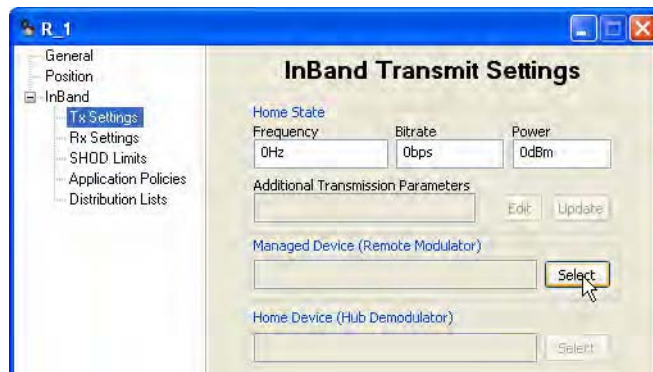 R_1
General
Position
InBand
Tx Settings
Rx Settings
SHOD Limits
Application Policies
Distribution Lists
InBand Transmit Settings
Home State
Frequency Bitrate Power
0Hz 0bps 0dBm
Additional Transmission Parameters
Edit Update
Managed Device (Remote Modulator)
Select
Home Device (Hub Demodulator)
Select